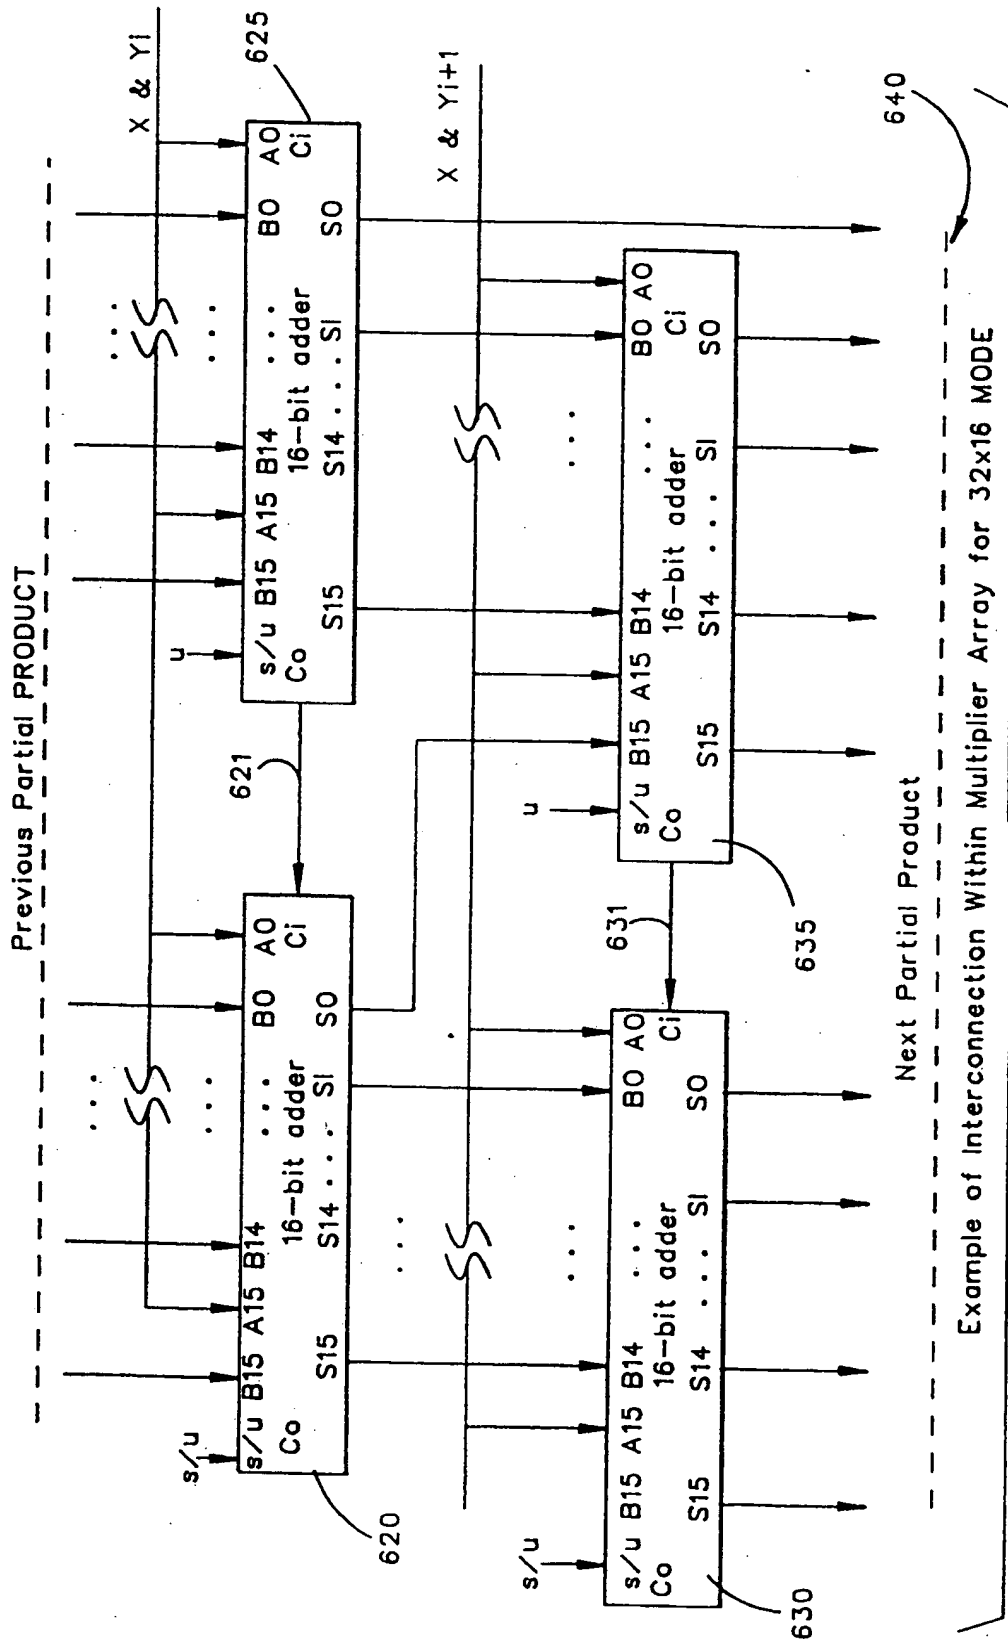 Previous Partial PRODUCT
X & Yi
... ...
s/u u
s/u B15 A15 B14 ... B0 A0
Co 16-bit adder Ci
S15 S14 .... S1 S0
620
621
s/u B15 A15 B14 ... B0 A0
Co 16-bit adder Ci
S15 S14 .... S1 S0
625
X & Yi+1
... ... ...
s/u u
s/u B15 A15 B14 ... B0 A0
Co 16-bit adder Ci
S15 S14 .... S1 S0
630
631
s/u B15 A15 B14 ... B0 A0
Co 16-bit adder Ci
S15 S14 ... S1 S0
635
Next Partial Product
640
Example of Interconnection Within Multiplier Array for 32x16 MODE